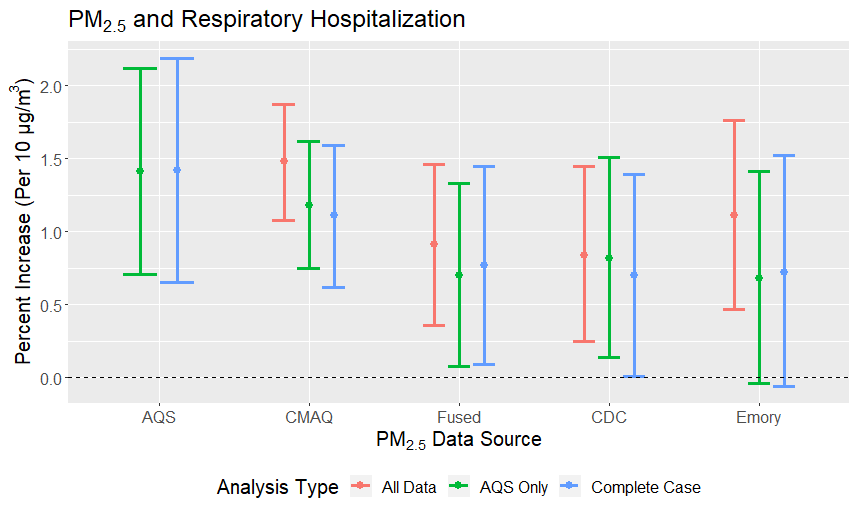 PM2.5 and Respiratory Hospitalization
Percent Increase (Per 10 µg/m³)
2.0
1.5
1.0
0.5
0.0
AQS CMAQ Fused CDC Emory
PM2.5 Data Source
Analysis Type All Data AQS Only Complete Case